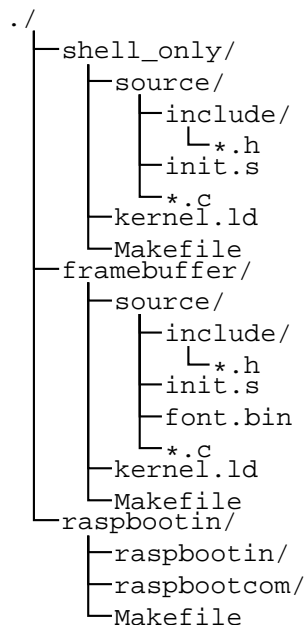 ./
shell_only/
source/
include/
*.h
init.s
*.c
kernel.ld
Makefile
framebuffer/
source/
include/
*.h
init.s
font.bin
*.c
kernel.ld
Makefile
raspbootin/
raspbootin/
raspbootcom/
Makefile